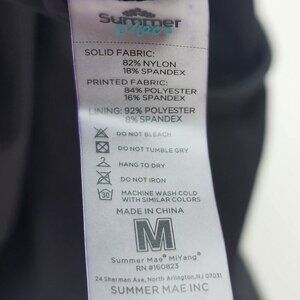 Summer
Mae
SOLID FABRIC:
82% NYLON
18% SPANDEX
PRINTED FABRIC:
84% POLYESTER
16% SPANDEX
LINING: 92% POLYESTER
8% SPANDEX
DO NOT BLEACH
DO NOT TUMBLE GRY
HANG TO DRY
DO NOT IRON
30
MACHINE WASH COLD
WITH SIMILAR COLORS
MADE IN CHINA
M
Summer Mae® MiYang®
RN #160823
24 Sherman Ave, North Arlington, NJ 07031
SUMMER MAE INC